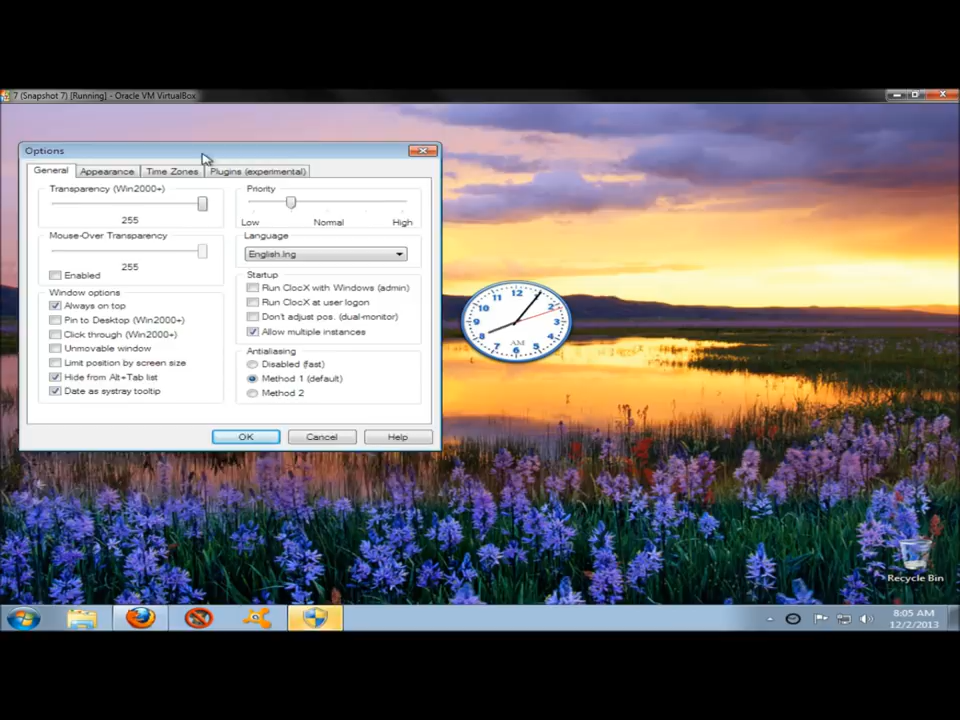 7 (Snapshot 7) [Running] - Oracle VM VirtualBox
Options
General
Appearance
Time Zones
Plugins (experimental)
Transparency (Win2000+)
255
Mouse-Over Transparency
255
Enabled
Window options
Always on top
Pin to Desktop (Win2000+)
Click through (Win2000+)
Unmovable window
Limit position by screen size
Hide from Alt+Tab list
Date as systray tooltip
Priority
Low
Normal
High
Language
English.lng
Startup
Run ClocX with Windows (admin)
Run ClocX at user logon
Don't adjust pos. (dual-monitor)
Allow multiple instances
Antialiasing
Disabled (fast)
Method 1 (default)
Method 2
OK
Cancel
Help
12
1
2
3
4
5
6
7
8
9
10
11
AM
Recycle Bin
8:05 AM
12/2/2013